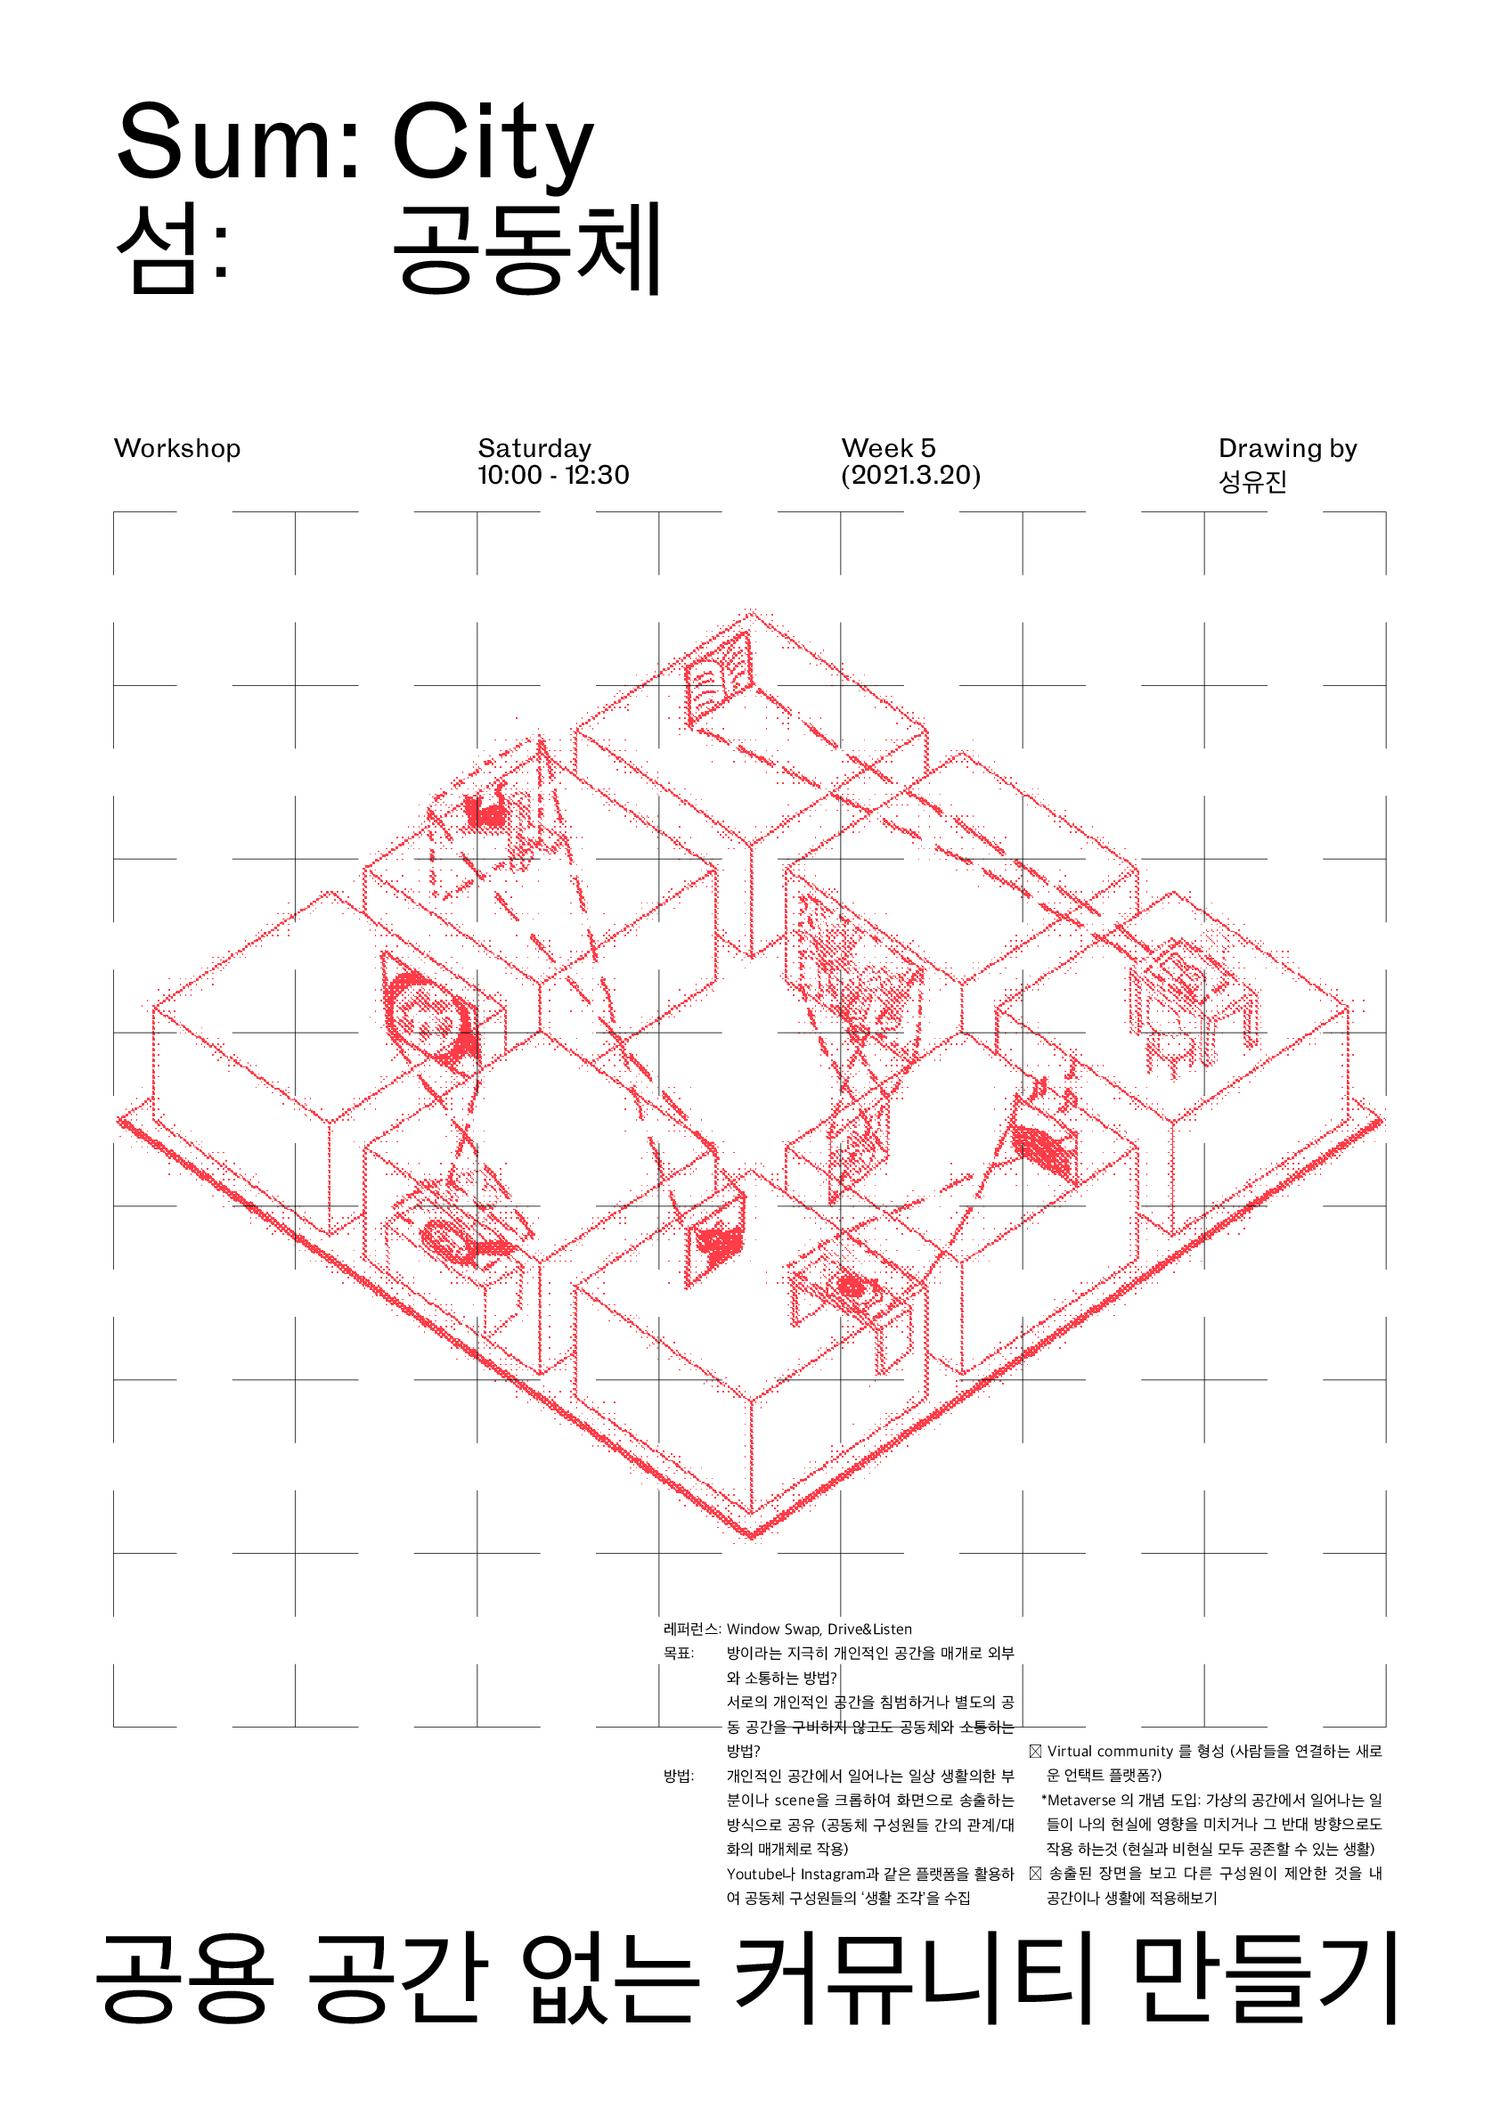 Sum: City
섬: 공동체
Workshop
Saturday
10:00 - 12:30
Week 5
(2021.3.20)
Drawing by
성유진
레퍼런스: Window Swap, Drive&Listen
목표: 방이라는 지극히 개인적인 공간을 매개로 외부
와 소통하는 방법?
서로의 개인적인 공간을 침범하거나 별도의 공
동 공간을 구비하지 않고도 공동체와 소통하는
방법?
방법: 개인적인 공간에서 일어나는 일상 생활의한 부
분이나 scene을 크롭하여 화면으로 송출하는
방식으로 공유 (공동체 구성원들 간의 관계/대
화의 매개체로 작용)
Youtube나 Instagram과 같은 플랫폼을 활용하
여 공동체 구성원들의 ‘생활 조각’을 수집
☒ Virtual community 를 형성 (사람들을 연결하는 새로
운 언택트 플랫폼?)
*Metaverse 의 개념 도입: 가상의 공간에서 일어나는 일
들이 나의 현실에 영향을 미치거나 그 반대 방향으로도
작용 하는것 (현실과 비현실 모두 공존할 수 있는 생활)
☒ 송출된 장면을 보고 다른 구성원이 제안한 것을 내
공간이나 생활에 적용해보기
공용 공간 없는 커뮤니티 만들기